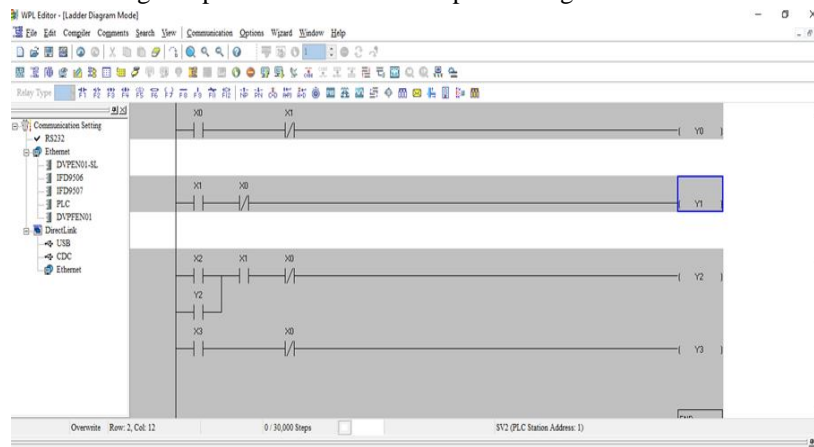 WPL Editor - [Ladder Diagram Mode]
File Edit Compiler Comments Search View Communication Options Wizard Window Help
Relay Type
Communication Setting
RS232
Ethernet
DVPEN01-SL
IFD9506
IFD9507
PLC
DVPFEN01
DirectLink
USB
CDC
Ethernet
X0 X1
Y0
X1 X0
Y1
X2 X1 X0
Y2
Y2
X3 X0
Y3
END
Overwrite Row: 2, Col: 12 0 / 30,000 Steps SV2 (PLC Station Address: 1)